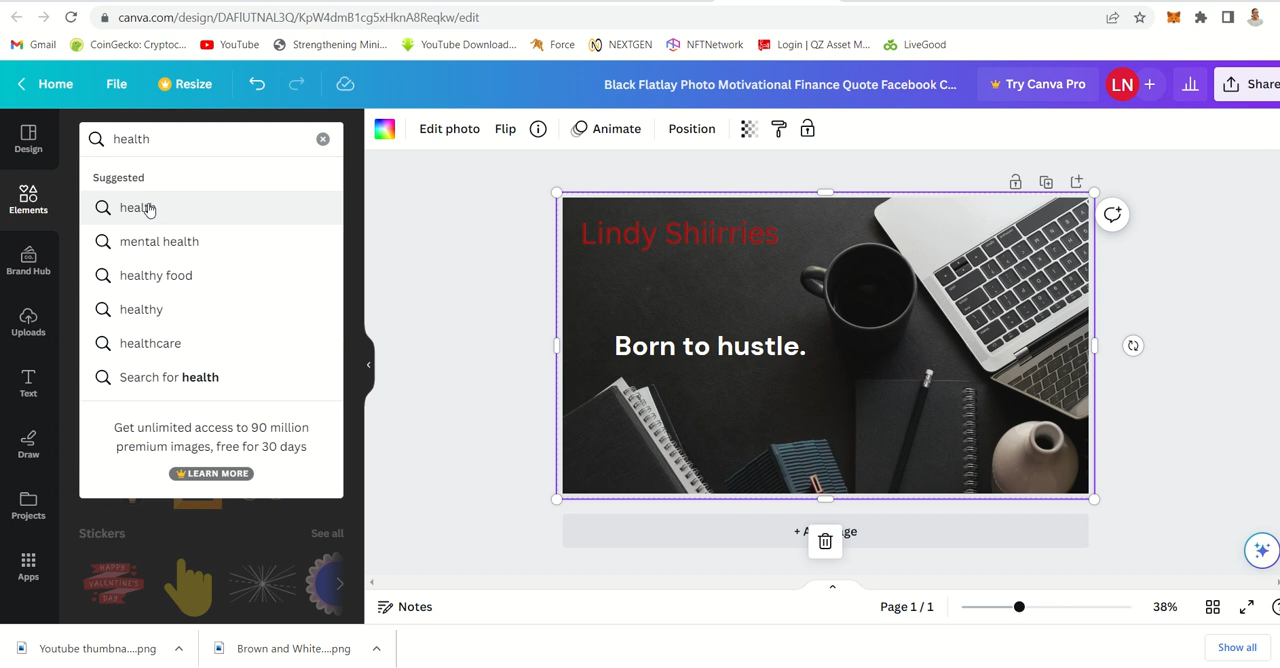 canva.com/design/DAFlUTNAL3Q/KpW4dmB1cg5xHknA8Reqkw/edit
Gmail
CoinGecko: Cryptoc...
YouTube
Strengthening Mini...
YouTube Download...
Force
NEXTGEN
NFTNetwork
Login | QZ Asset M...
LiveGood
Home
File
Resize
Black Flatlay Photo Motivational Finance Quote Facebook C...
Try Canva Pro
LN
Share
Design
Elements
Brand Hub
CO.
Uploads
Text
Draw
Projects
Apps
health
Suggested
health
mental health
healthy food
healthy
healthcare
Search for health
Get unlimited access to 90 million
premium images, free for 30 days
LEARN MORE
Stickers
See all
HAPPY
VALENTINE'S
DAY
Edit photo
Flip
Animate
Position
Lindy Shiirries
Born to hustle.
Notes
Page 1 / 1
38%
Youtube thumbna....png
Brown and White....png
Show all